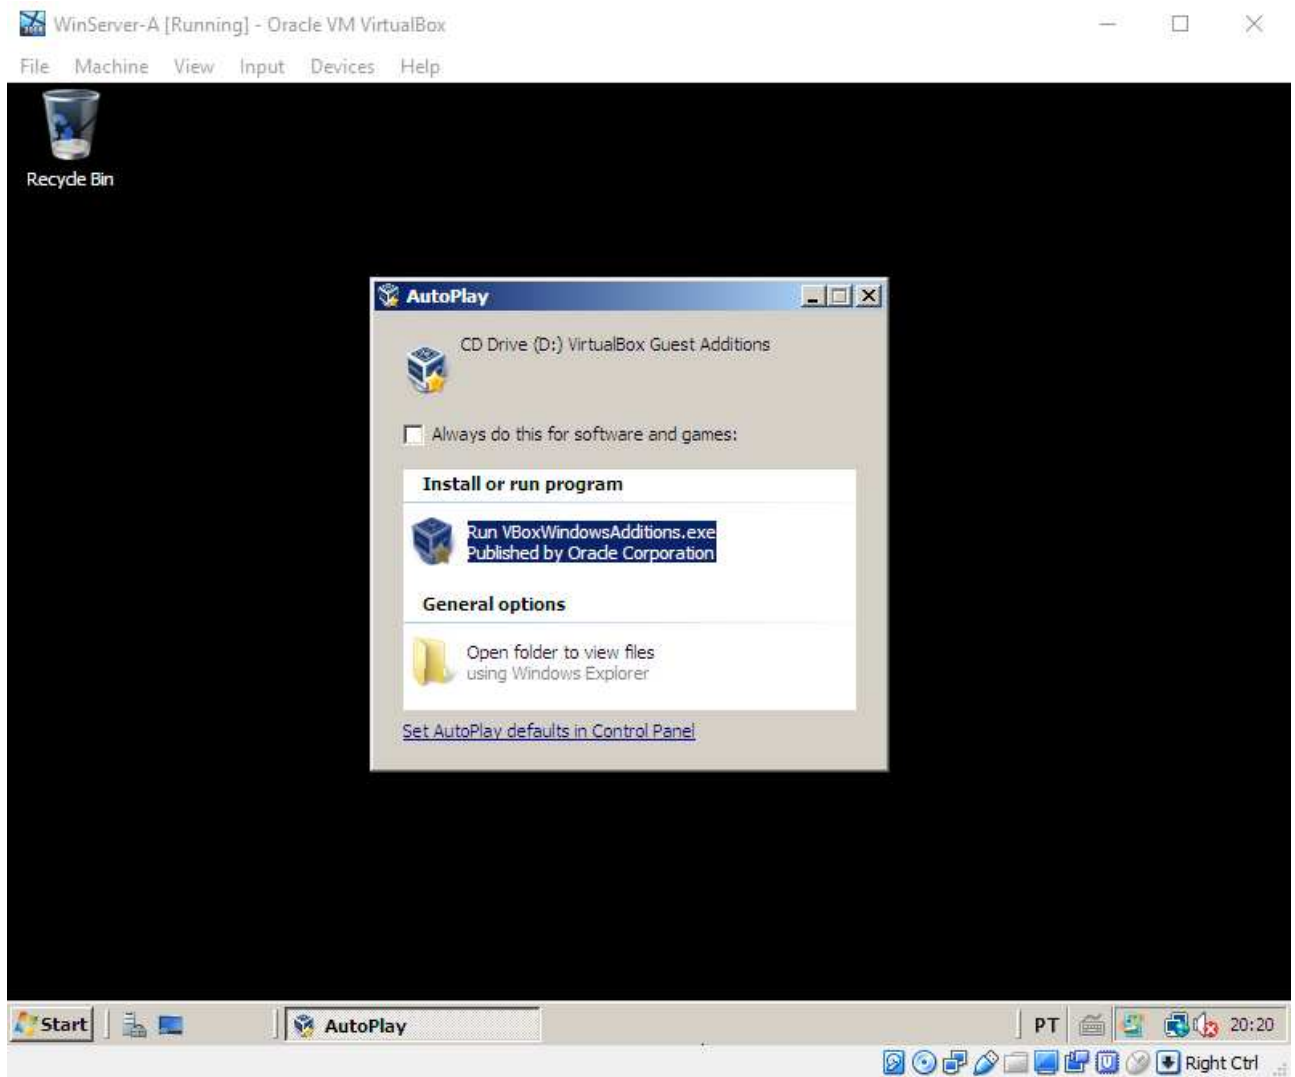 WinServer-A [Running] - Oracle VM VirtualBox
File Machine View Input Devices Help
Recycle Bin
AutoPlay
CD Drive (D:) VirtualBox Guest Additions
Always do this for software and games:
Install or run program
Run VBoxWindowsAdditions.exe
Published by Oracle Corporation
General options
Open folder to view files
using Windows Explorer
Set AutoPlay defaults in Control Panel
Start AutoPlay PT 20:20
Right Ctrl